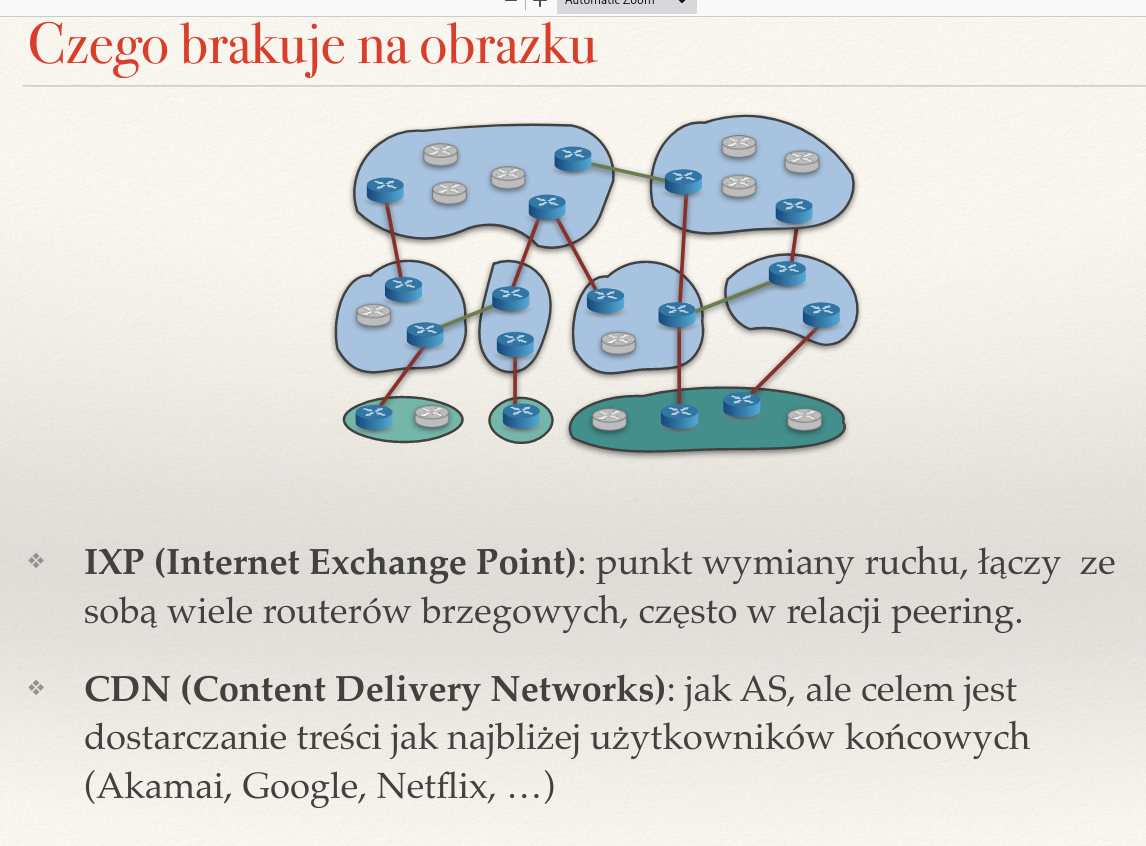 Automatic Zoom
Czego brakuje na obrazku
IXP (Internet Exchange Point): punkt wymiany ruchu, łączy ze
sobą wiele routerów brzegowych, często w relacji peering.
CDN (Content Delivery Networks): jak AS, ale celem jest
dostarczanie treści jak najbliżej użytkowników końcowych
(Akamai, Google, Netflix, …)